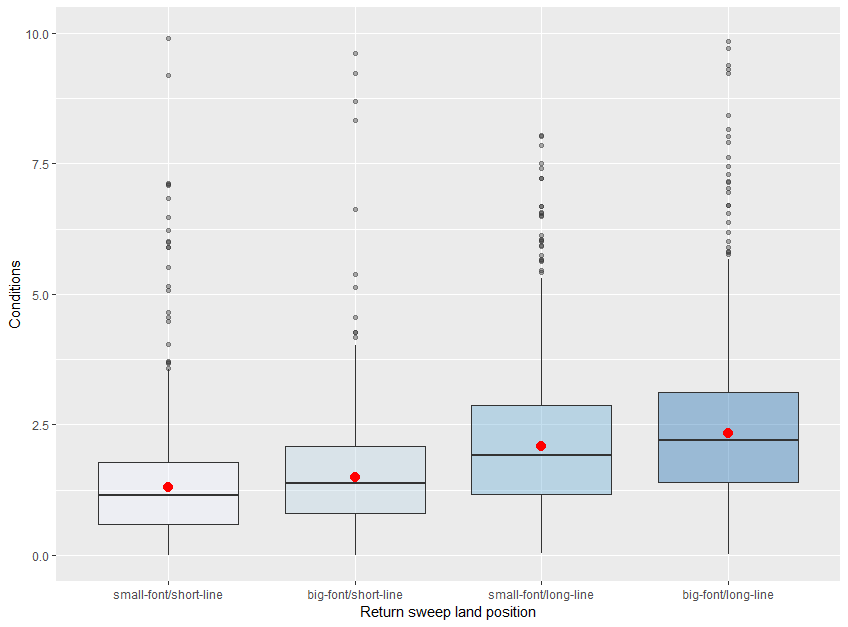 10.0
7.5
5.0
2.5
0.0
Conditions
small-font/short-line big-font/short-line small-font/long-line big-font/long-line
Return sweep land position